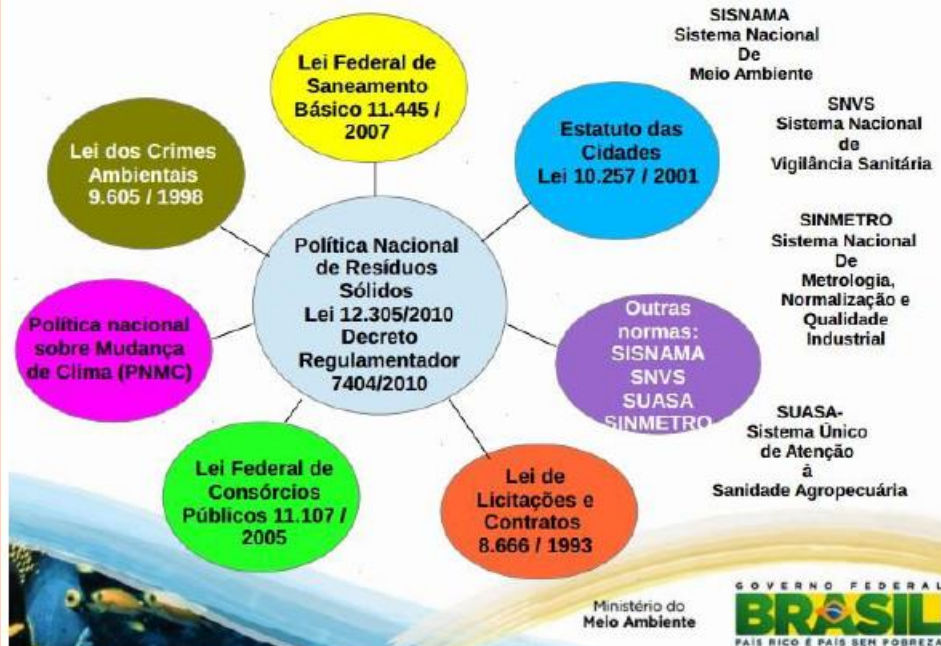 SISNAMA
Sistema Nacional
De
Meio Ambiente
Lei Federal de
Saneamento
Básico 11.445 /
2007
Estatuto das
Cidades
Lei 10.257 / 2001
SNVS
Sistema Nacional
de
Vigilância Sanitária
Lei dos Crimes
Ambientais
9.605 / 1998
Política Nacional
de Resíduos
Sólidos
Lei 12.305/2010
Decreto
Regulamentador
7404/2010
SINMETRO
Sistema Nacional
De
Metrologia,
Normalização e
Qualidade
Industrial
Política nacional
sobre Mudança
de Clima (PNMC)
Outras
normas:
SISNAMA
SNVS
SUASA
SINMETRO
SUASA-
Sistema Único
de Atenção
à
Sanidade Agropecuária
Lei Federal de
Consórcios
Públicos 11.107 /
2005
Lei de
Licitações e
Contratos
8.666 / 1993
Ministério do
Meio Ambiente
GOVERNO FEDERAL
BRASIL
PAÍS RICO É PAÍS SEM POBREZA